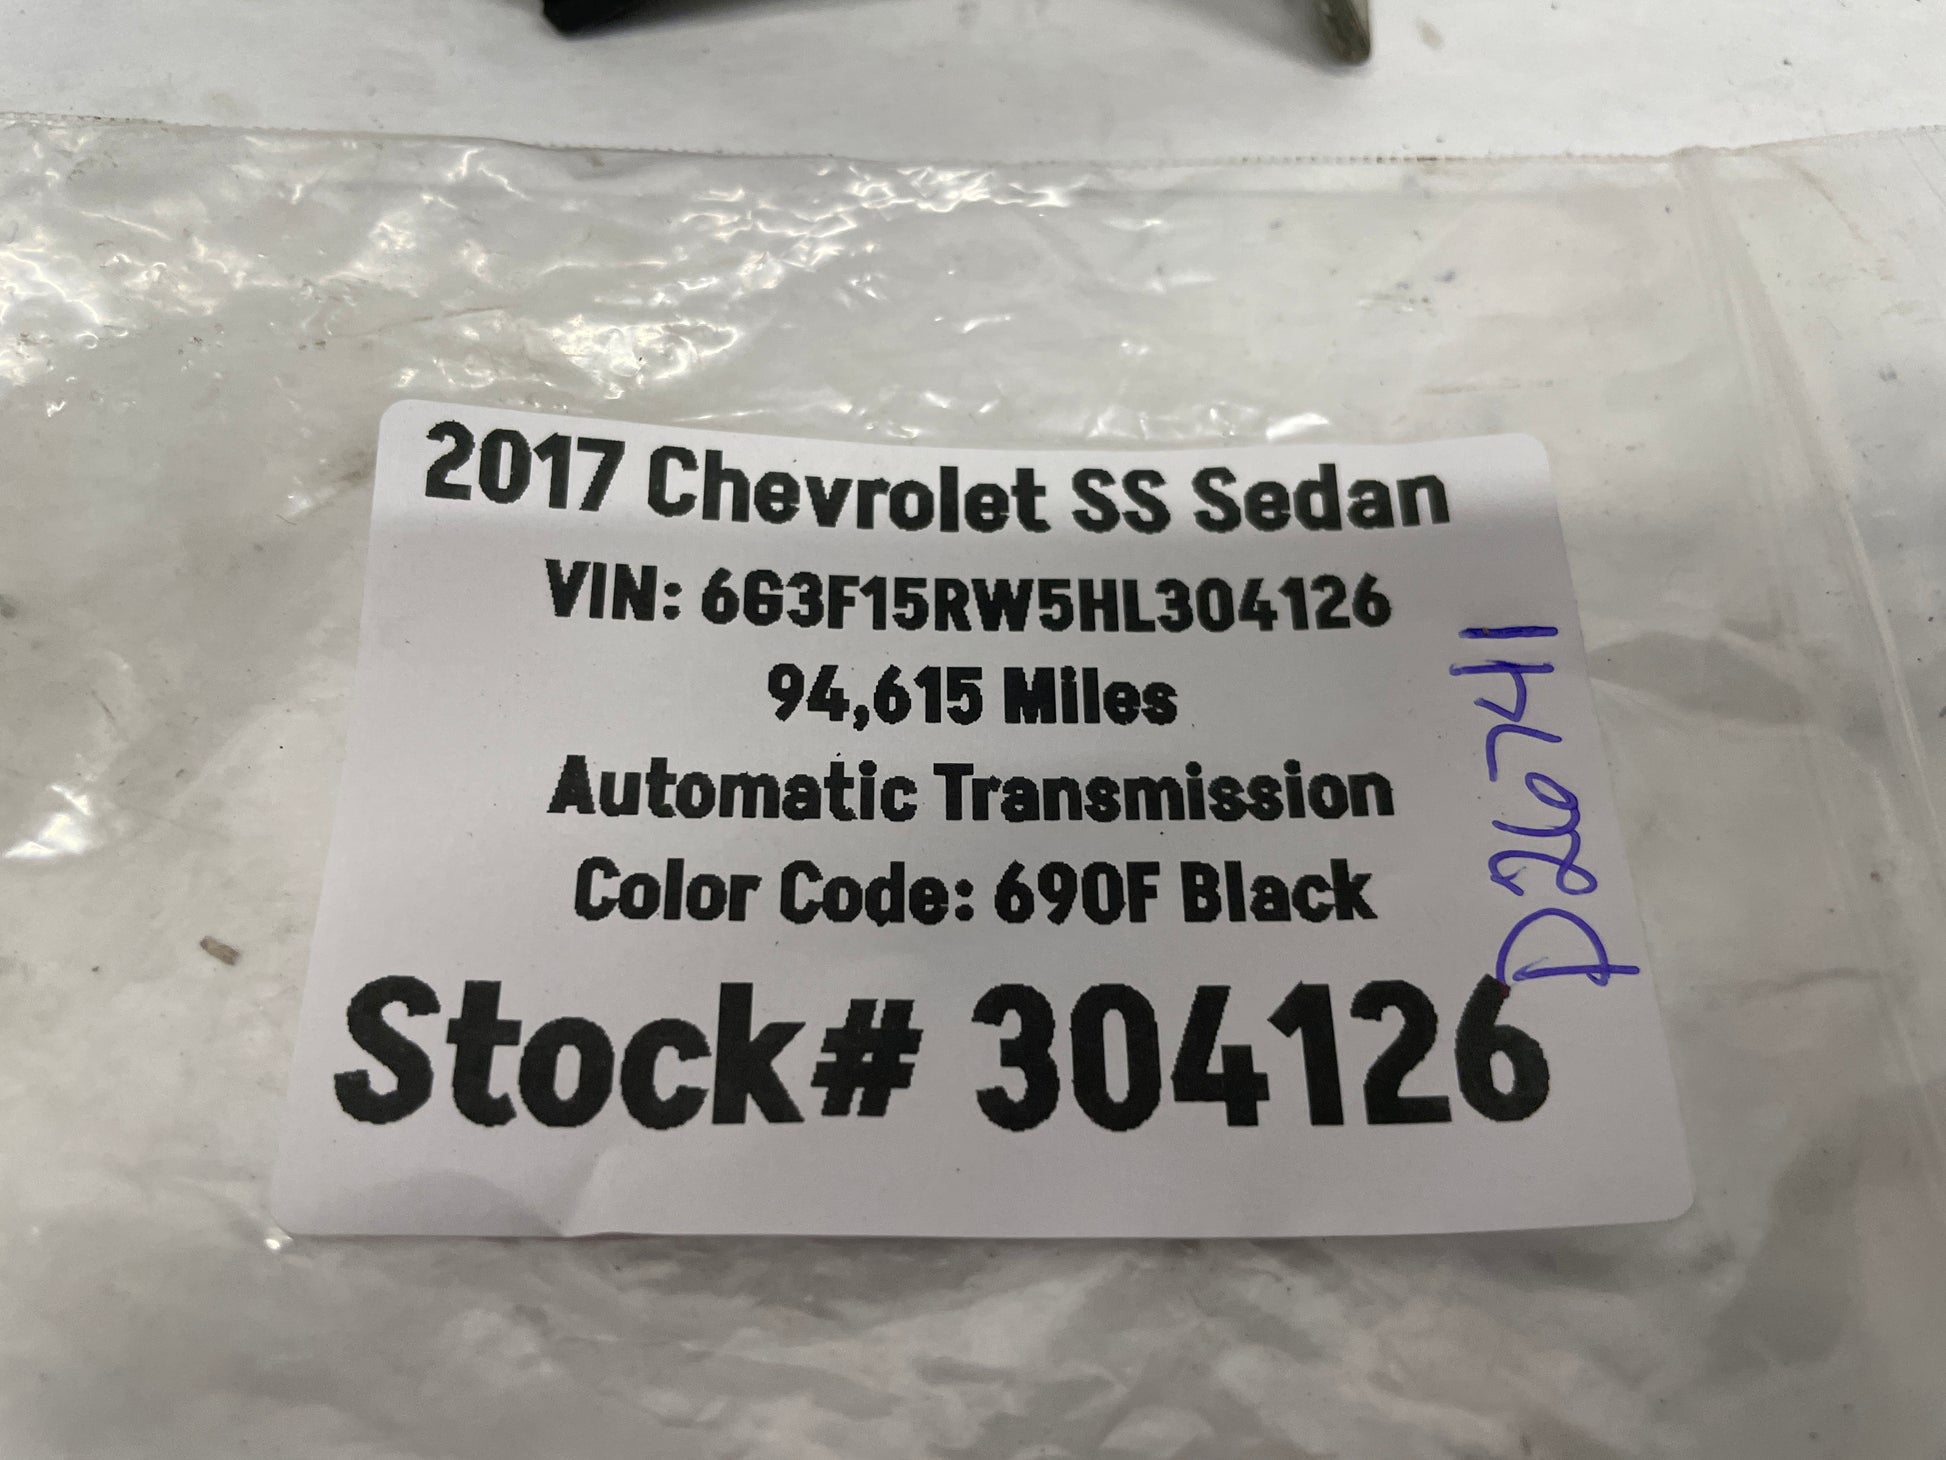 2017 Chevrolet SS Sedan
VIN: 6G3F15RW5HL304126
94,615 Miles
Automatic Transmission
Color Code: 690F Black
Stock# 304126
D26741